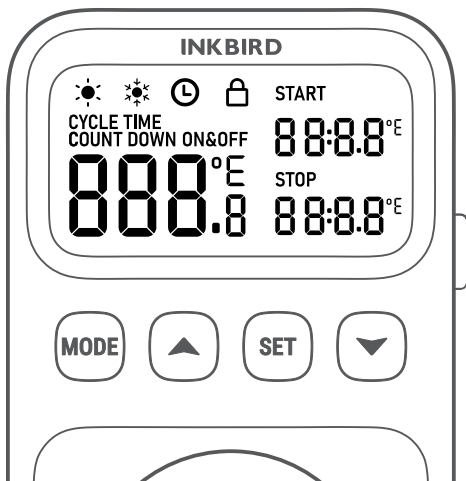 INKBIRD
START
CYCLE TIME
COUNT DOWN ON&OFF
88:8.8°E
888.8°E
STOP
88:8.8°E
MODE
SET